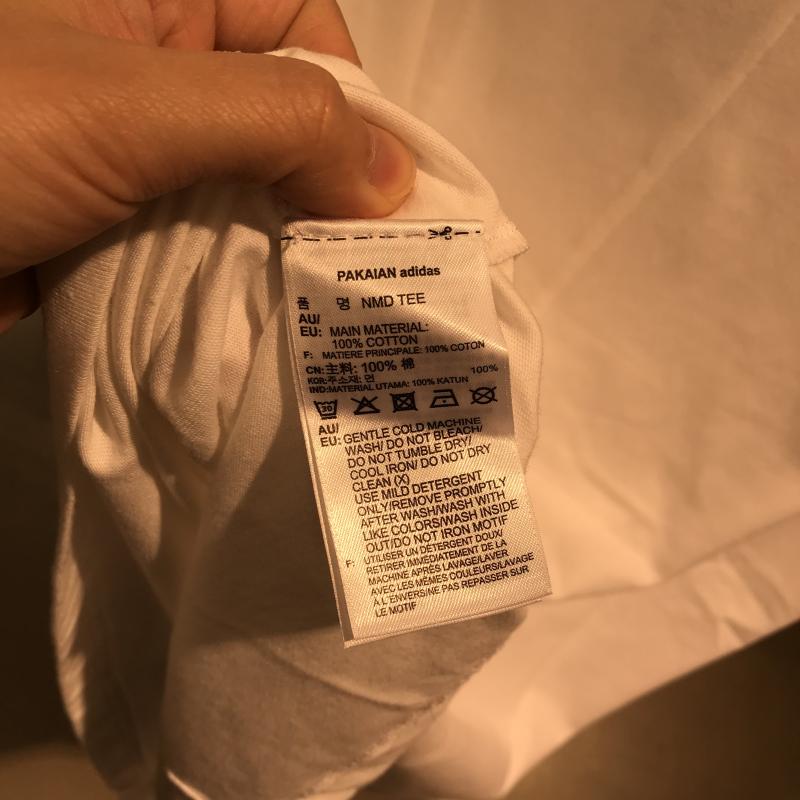 PAKAIAN adidas
품 명 NMD TEE
AU/
EU: MAIN MATERIAL:
100% COTTON
F: MATIERE PRINCIPALE: 100% COTON
CN: 主料: 100% 棉
KOR: 주소재: 면 100%
IND: MATERIAL UTAMA: 100% KATUN
30
AU/
EU: GENTLE COLD MACHINE
WASH/ DO NOT BLEACH/
DO NOT TUMBLE DRY/
COOL IRON/ DO NOT DRY
CLEAN (X)
USE MILD DETERGENT
ONLY/REMOVE PROMPTLY
AFTER WASH/WASH WITH
LIKE COLORS/WASH INSIDE
OUT/DO NOT IRON MOTIF
F: UTILISER UN DÉTERGENT DOUX/
RETIRER IMMÉDIATEMENT DE LA
MACHINE APRÈS LAVAGE/LAVER
AVEC LES MÊMES COULEURS/LAVAGE
À L'ENVERS/NE PAS REPASSER SUR
LE MOTIF